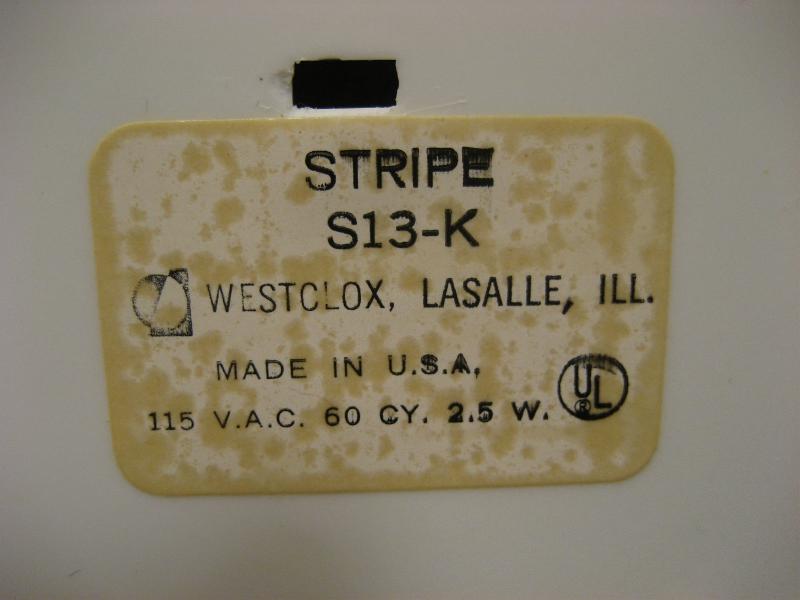 STRIPE
S13-K
WESTCLOX, LASALLE, ILL.
MADE IN U.S.A.
115 V.A.C. 60 CY. 2.5 W.
UL
®